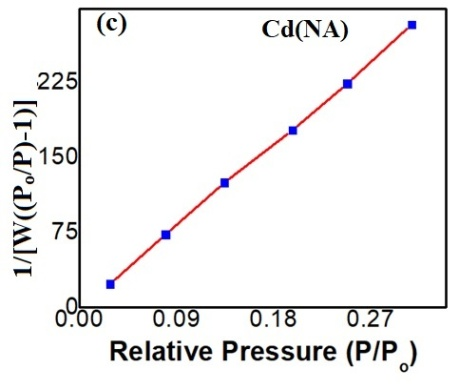 (c)
Cd(NA)
1/[W((Pₒ/P)-1)]
225
150
75
0
0.00 0.09 0.18 0.27
Relative Pressure (P/Pₒ)